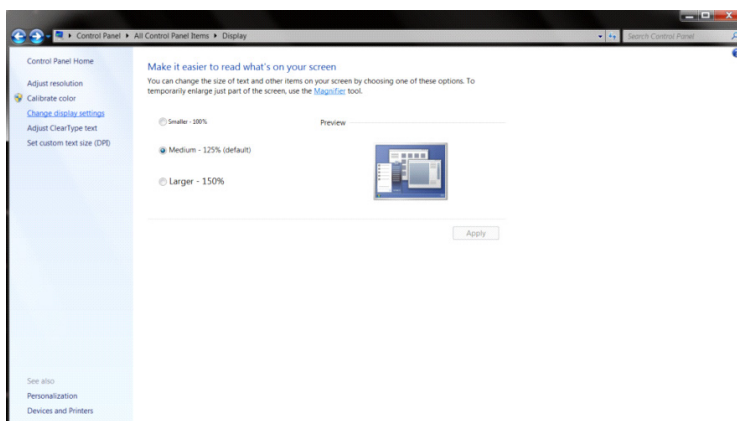 Control Panel ▸ All Control Panel Items ▸ Display
Search Control Panel
Control Panel Home
Adjust resolution
Calibrate color
Change display settings
Adjust ClearType text
Set custom text size (DPI)
See also
Personalization
Devices and Printers
Make it easier to read what's on your screen
You can change the size of text and other items on your screen by choosing one of these options. To
temporarily enlarge just part of the screen, use the Magnifier tool.
Smaller - 100%
Preview
Medium - 125% (default)
Larger - 150%
Apply